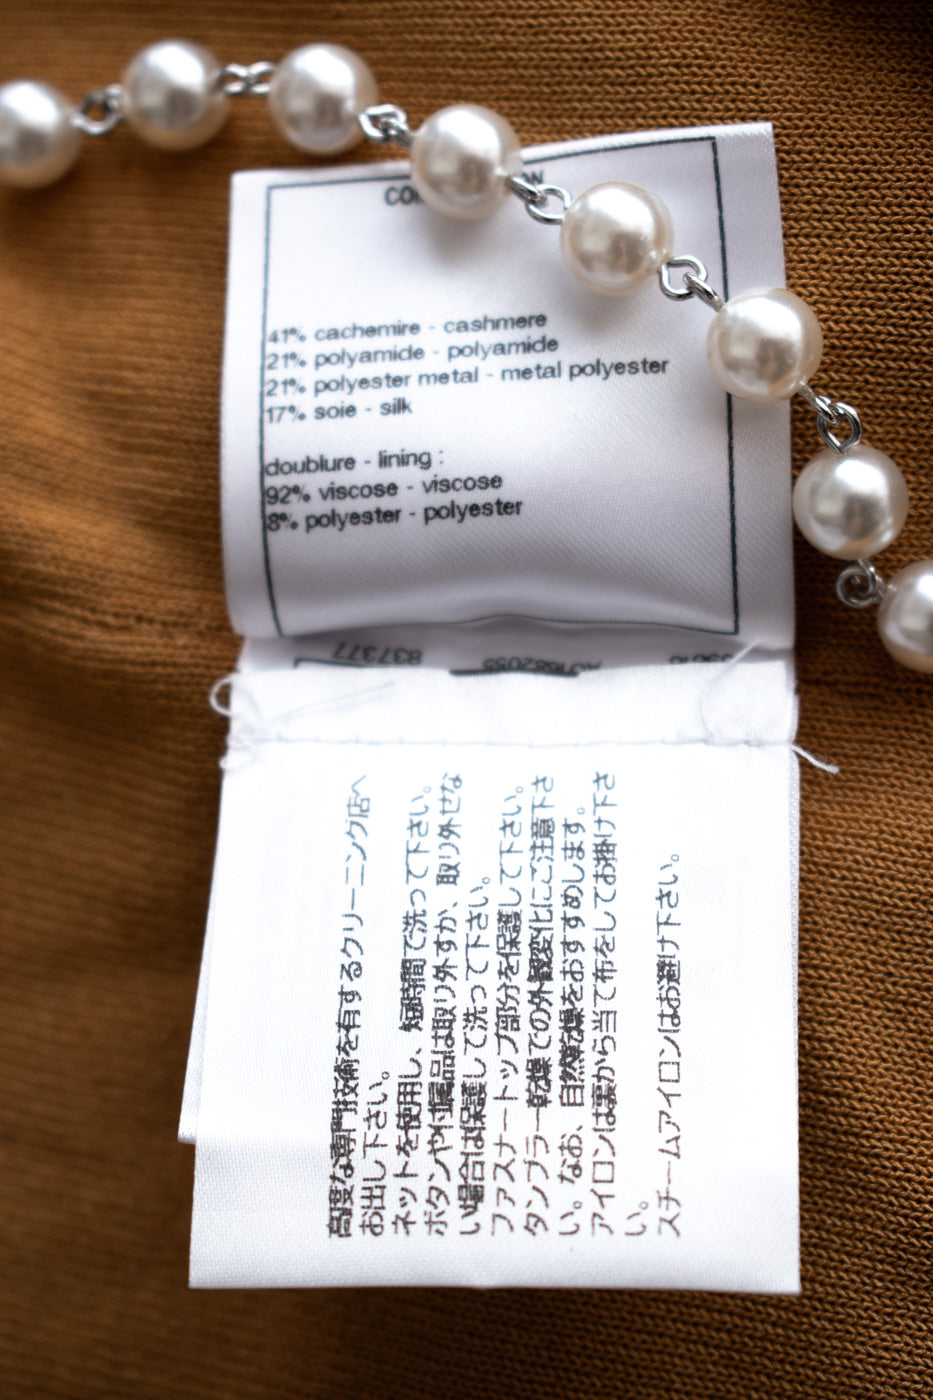 41% cachemire - cashmere
21% polyamide - polyamide
21% polyester metal - metal polyester
17% soie - silk
doublure - lining :
92% viscose - viscose
8% polyester - polyester
837377
高度な専門技術を有するクリーニング店へ
お出し下さい。
ネットを使用し、短時間で洗って下さい。
ボタンや付属品は取り外すか、取り外せな
い場合は保護して洗って下さい。
ファスナートップ部分を保護して下さい。
タンブラー乾燥での外観変化にご注意下さ
い。なお、自然乾燥をおすすめします。
アイロンは裏から当て布をしてお掛け下さ
い。
スチームアイロンはお避け下さい。